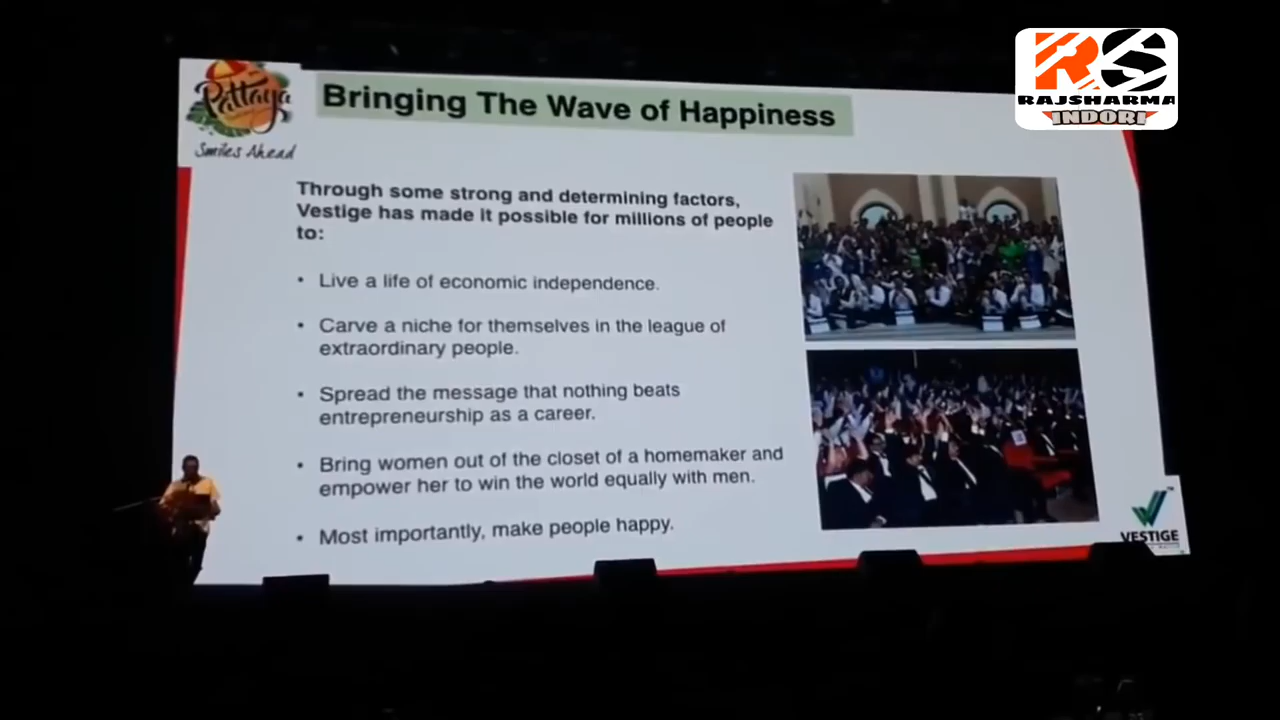 Pattaya
Smiles Ahead
Bringing The Wave of Happiness
RS
RAJSHARMA
INDORI
Through some strong and determining factors,
Vestige has made it possible for millions of people
to:
• Live a life of economic independence.
• Carve a niche for themselves in the league of
extraordinary people.
• Spread the message that nothing beats
entrepreneurship as a career.
• Bring women out of the closet of a homemaker and
empower her to win the world equally with men.
• Most importantly, make people happy.
VESTIGE